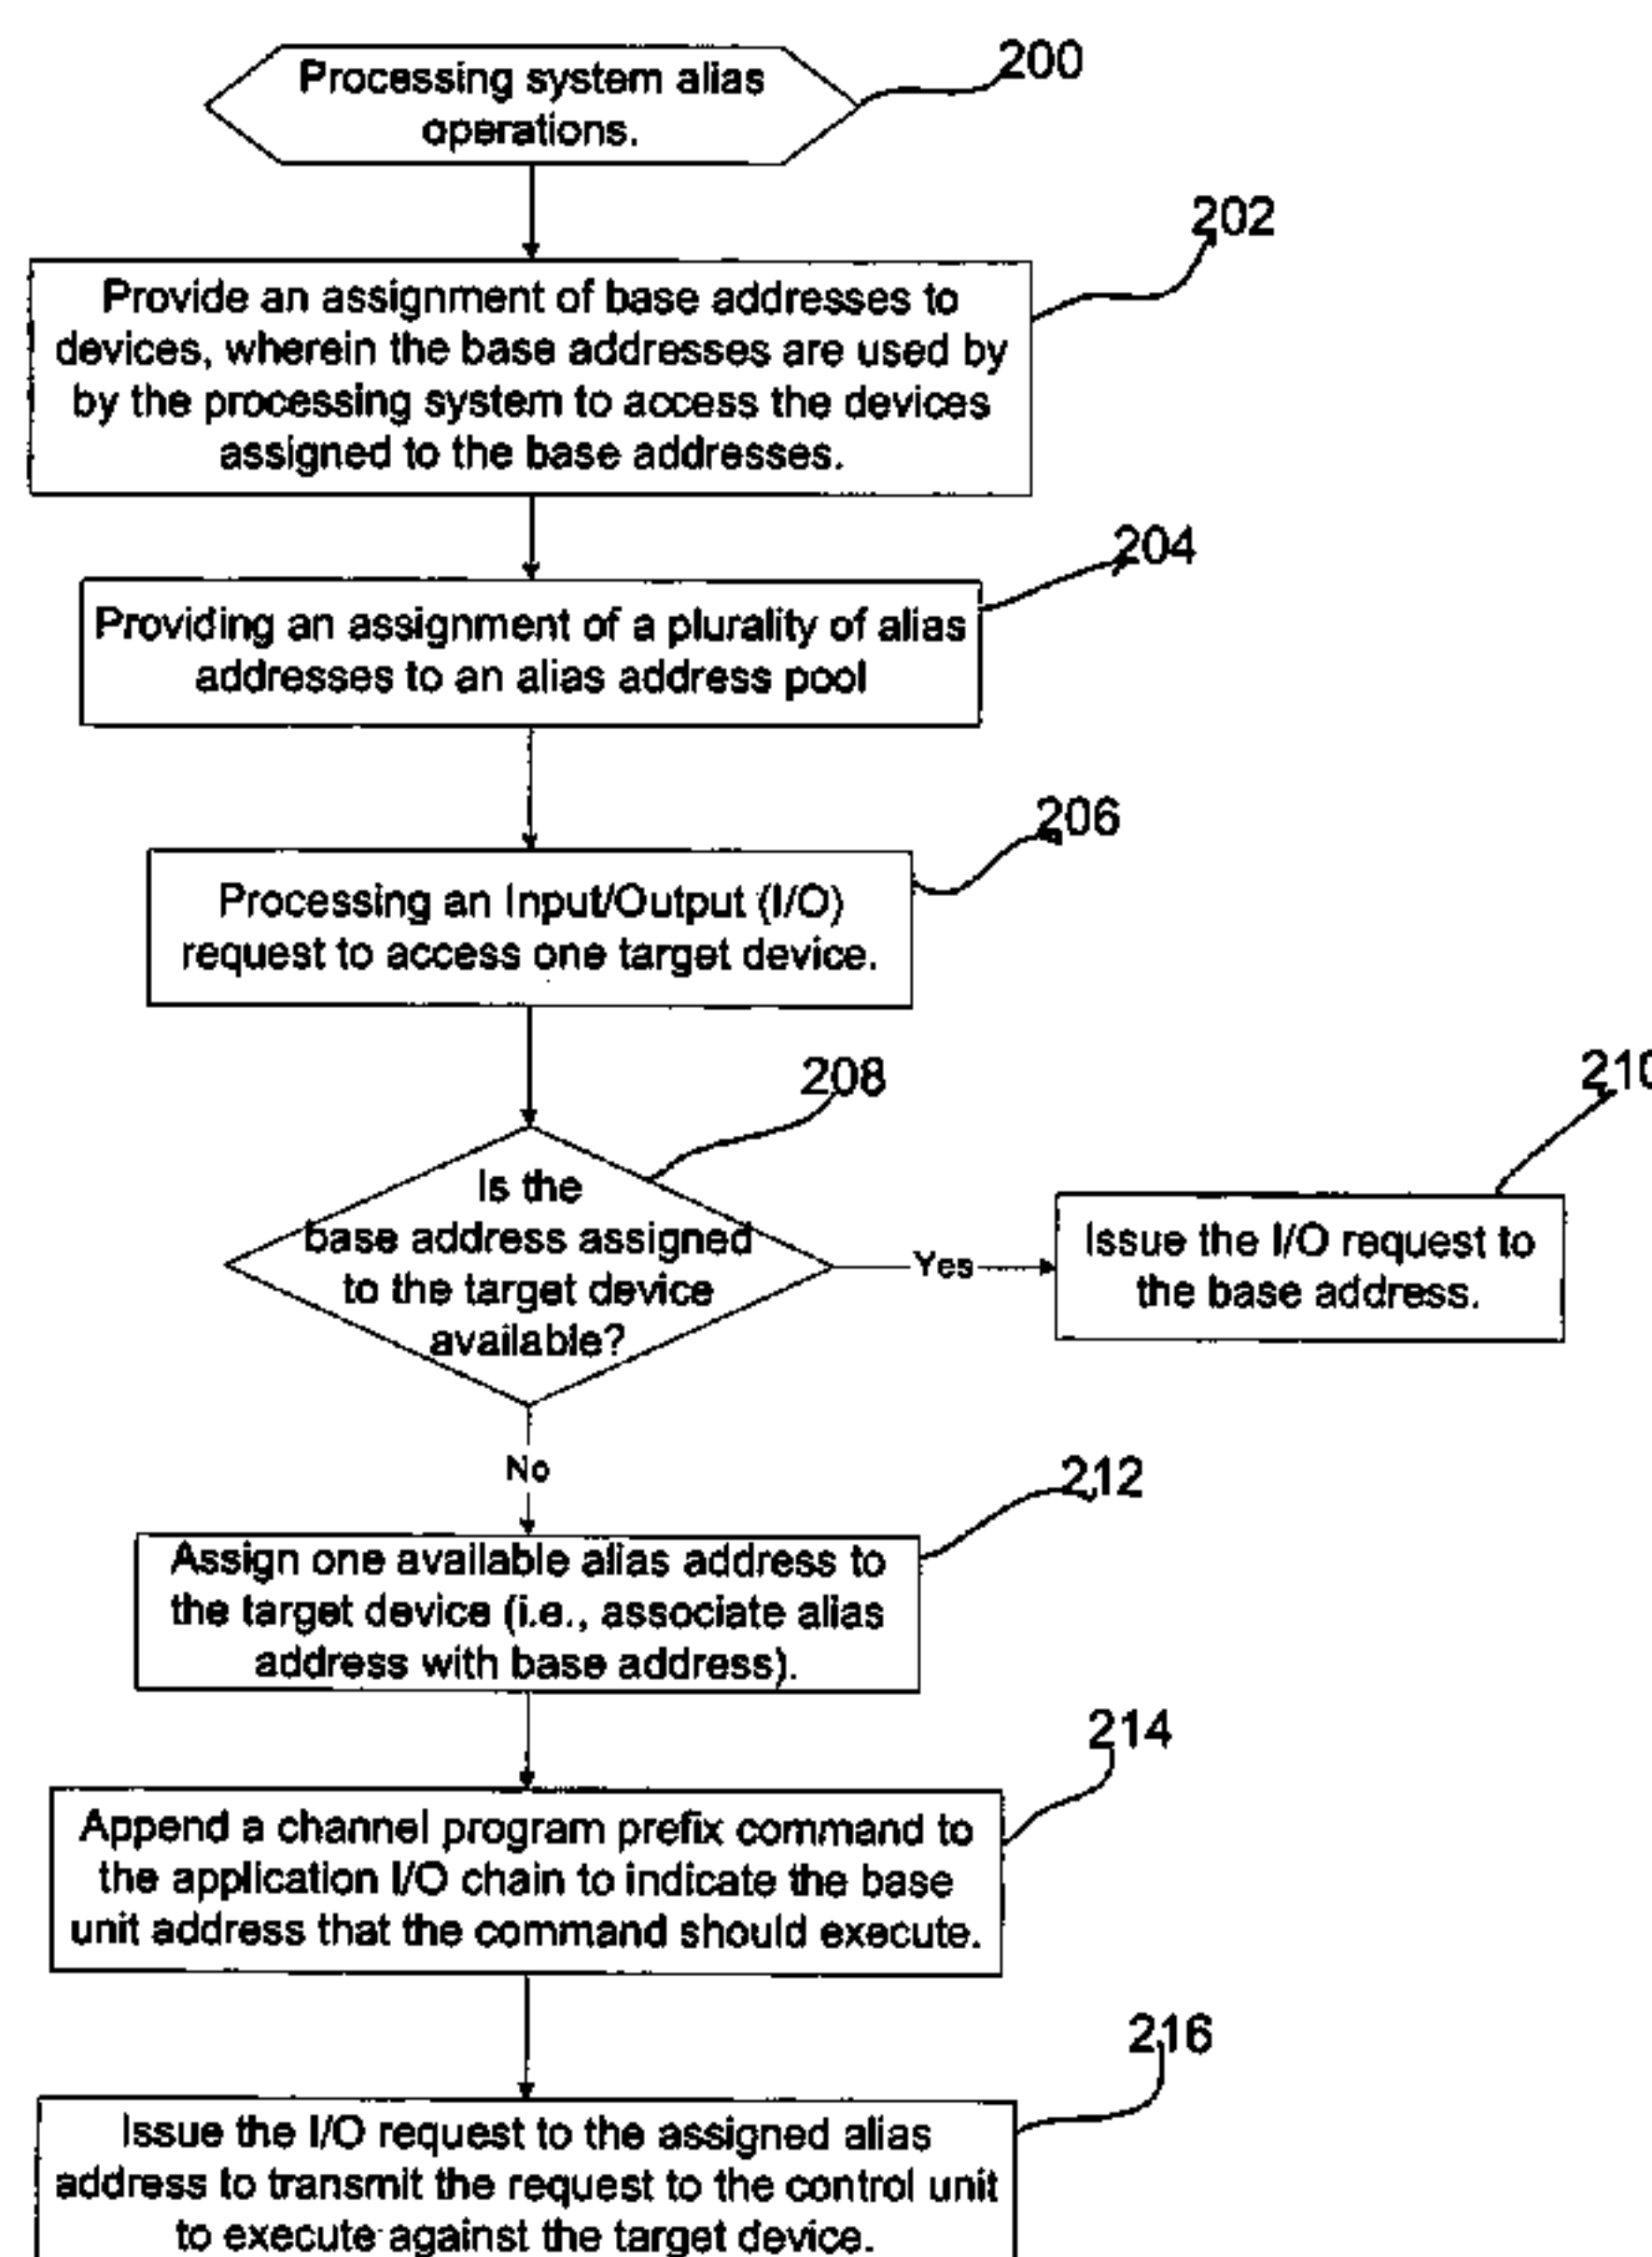 Processing system alias
operations.
200
202
Provide an assignment of base addresses to
devices, wherein the base addresses are used by
by the processing system to access the devices
assigned to the base addresses.
204
Providing an assignment of a plurality of alias
addresses to an alias address pool
206
Processing an Input/Output (I/O)
request to access one target device.
208
Is the
base address assigned
to the target device
available?
Yes
210
Issue the I/O request to
the base address.
No
212
Assign one available alias address to
the target device (i.e., associate alias
address with base address).
214
Append a channel program prefix command to
the application I/O chain to indicate the base
unit address that the command should execute.
216
Issue the I/O request to the assigned alias
address to transmit the request to the control unit
to execute against the target device.